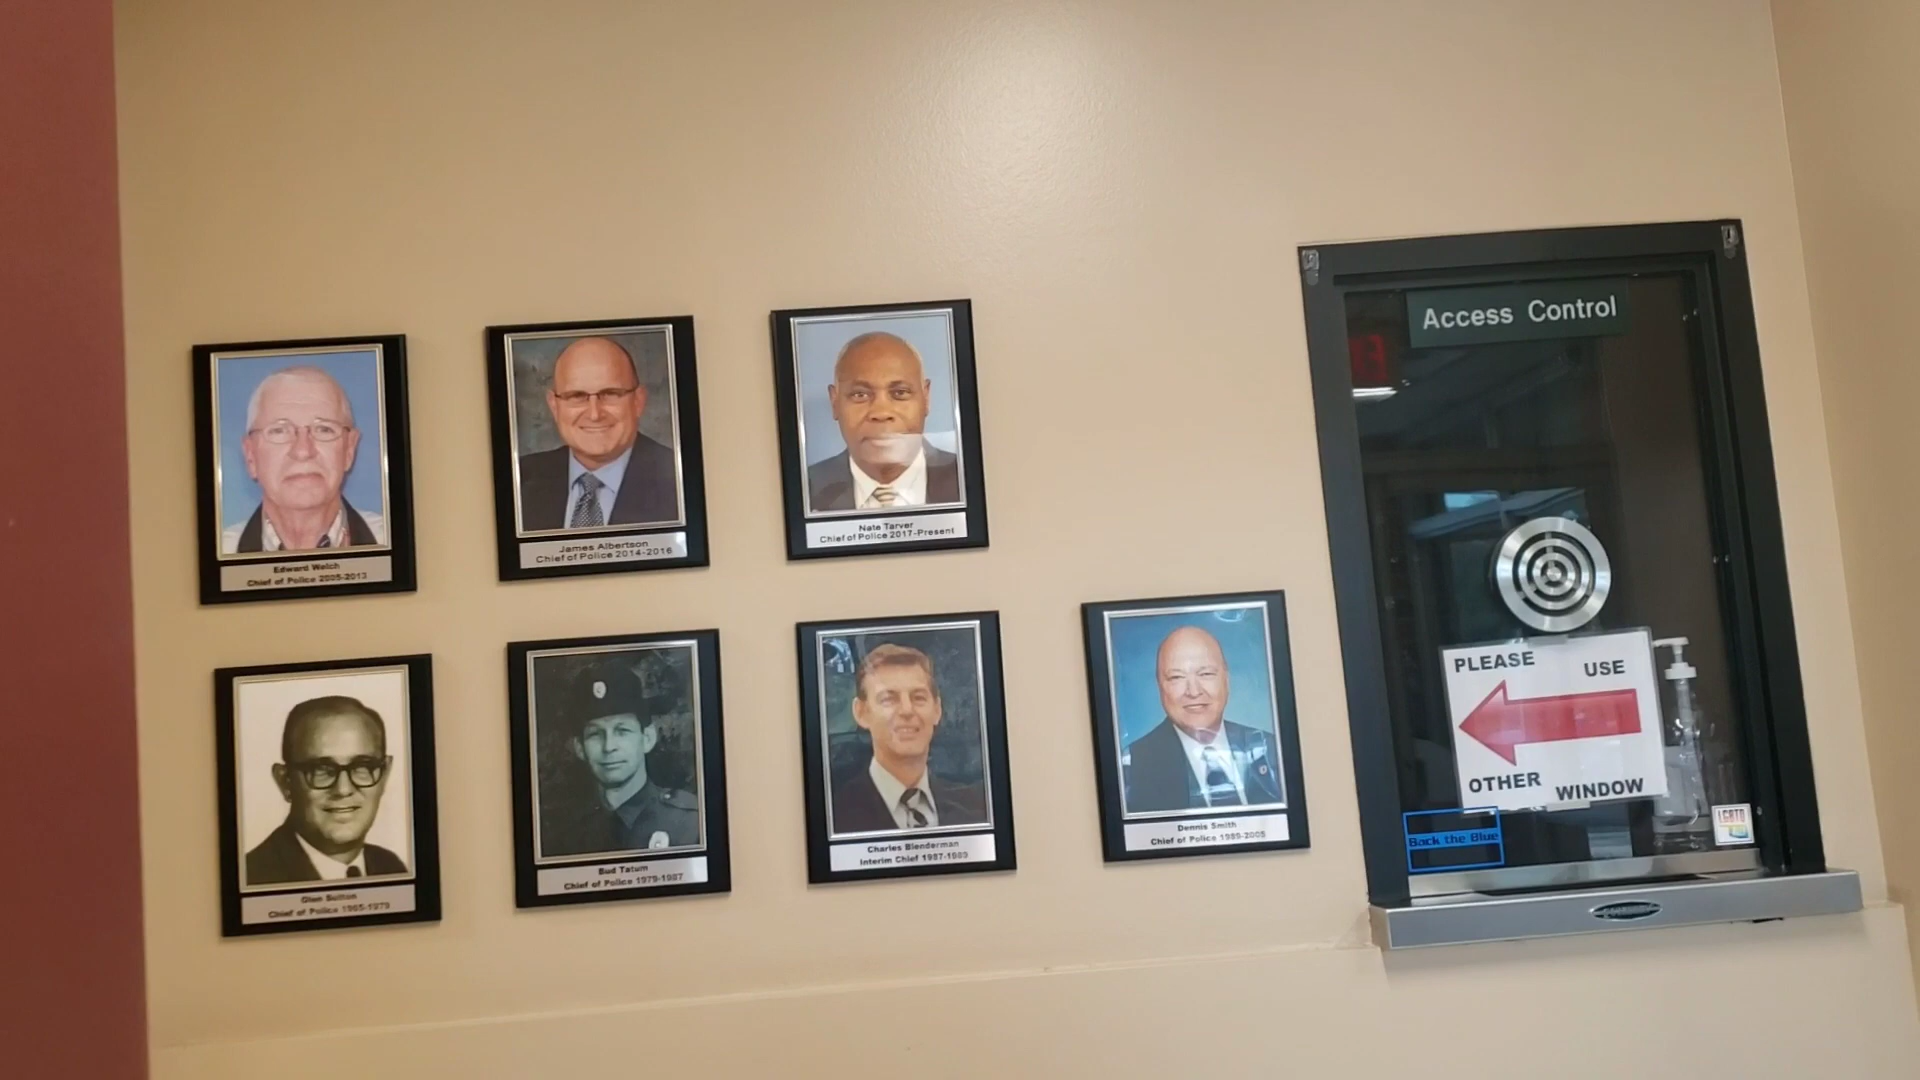 Edward Welch
Chief of Police 2005-2013
James Albertson
Chief of Police 2014-2016
Nate Tarver
Chief of Police 2017-Present
Glen Sutton
Chief of Police 1965-1979
Bud Tatum
Chief of Police 1979-1987
Charles Blenderman
Interim Chief 1987-1989
Dennis Smith
Chief of Police 1989-2005
Access Control
PLEASE USE
OTHER WINDOW
Back the Blue
LGBTQ